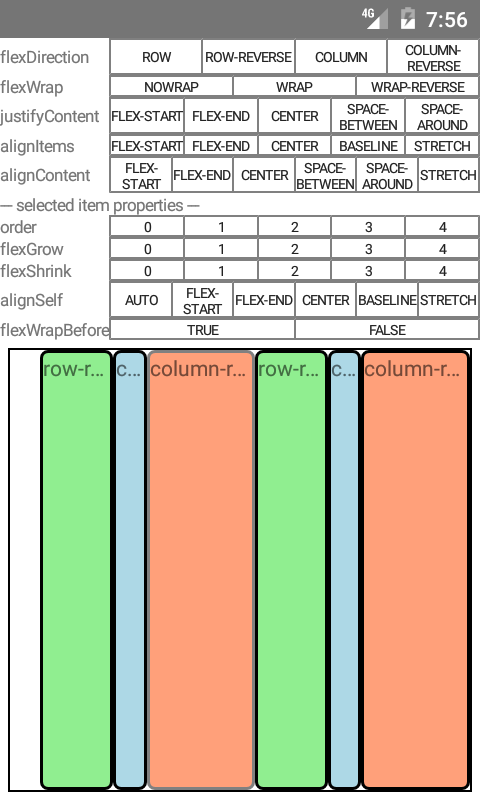 4G 7:56
flexDirection ROW ROW-REVERSE COLUMN COLUMN-REVERSE
flexWrap NOWRAP WRAP WRAP-REVERSE
justifyContent FLEX-START FLEX-END CENTER SPACE-BETWEEN SPACE-AROUND
alignItems FLEX-START FLEX-END CENTER BASELINE STRETCH
alignContent FLEX-START FLEX-END CENTER SPACE-BETWEEN SPACE-AROUND STRETCH
— selected item properties —
order 0 1 2 3 4
flexGrow 0 1 2 3 4
flexShrink 0 1 2 3 4
alignSelf AUTO FLEX-START FLEX-END CENTER BASELINE STRETCH
flexWrapBefore TRUE FALSE
row-r... c... column-r... row-r... c... column-r...